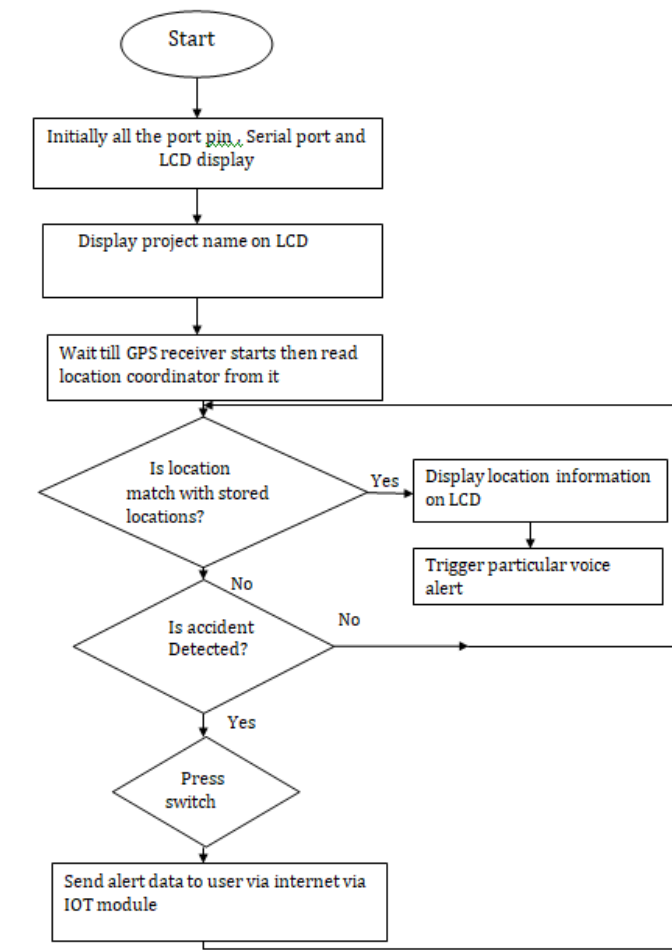 Start
Initially all the port pin , Serial port and
LCD display
Display project name on LCD
Wait till GPS receiver starts then read
location coordinator from it
Is location
match with stored
locations?
Yes
Display location information
on LCD
Trigger particular voice
alert
No
Is accident
Detected?
No
Yes
Press
switch
Send alert data to user via internet via
IOT module